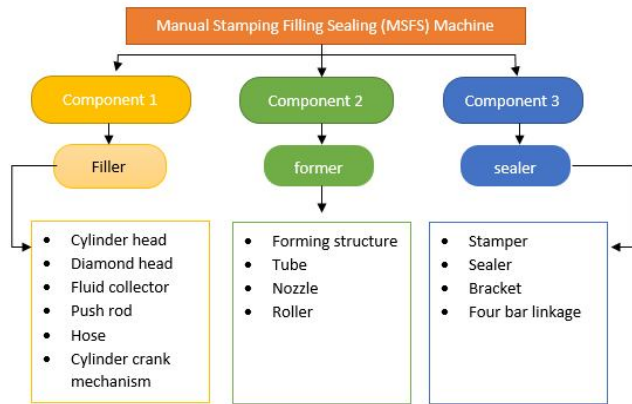 Manual Stamping Filling Sealing (MSFS) Machine
Component 1
Component 2
Component 3
Filler
former
sealer
Cylinder head
Diamond head
Fluid collector
Push rod
Hose
Cylinder crank
mechanism
Forming structure
Tube
Nozzle
Roller
Stamper
Sealer
Bracket
Four bar linkage